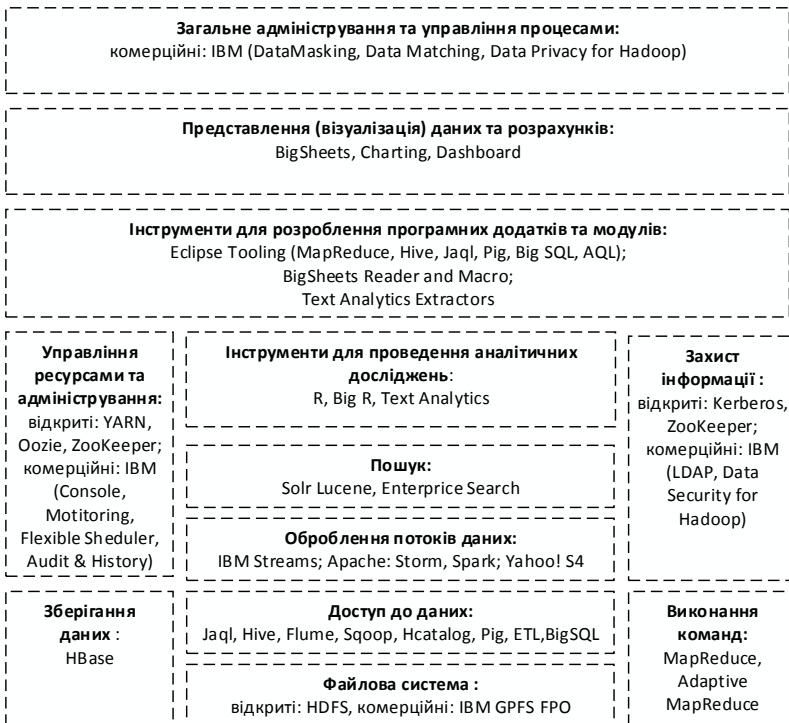 Загальне адміністрування та управління процесами:
комерційні: IBM (DataMasking, Data Matching, Data Privacy for Hadoop)
Представлення (візуалізація) даних та розрахунків:
BigSheets, Charting, Dashboard
Інструменти для розроблення програмних додатків та модулів:
Eclipse Tooling (MapReduce, Hive, Jaql, Pig, Big SQL, AQL);
BigSheets Reader and Macro;
Text Analytics Extractors
Управління
ресурсами та
адміністрування:
відкриті: YARN,
Oozie, ZooKeeper;
комерційні: IBM
(Console,
Motitoring,
Flexible Sheduler,
Audit & History)
Інструменти для проведення аналітичних
досліджень:
R, Big R, Text Analytics
Пошук:
Solr Lucene, Enterprice Search
Оброблення потоків даних:
IBM Streams; Apache: Storm, Spark; Yahoo! S4
Захист
інформації :
відкриті: Kerberos,
ZooKeeper;
комерційні: IBM
(LDAP, Data
Security for
Hadoop)
Зберігання
даних :
HBase
Доступ до даних:
Jaql, Hive, Flume, Sqoop, Hcatalog, Pig, ETL,BigSQL
Файлова система :
відкриті: HDFS, комерційні: IBM GPFS FPO
Виконання
команд:
MapReduce,
Adaptive
MapReduce